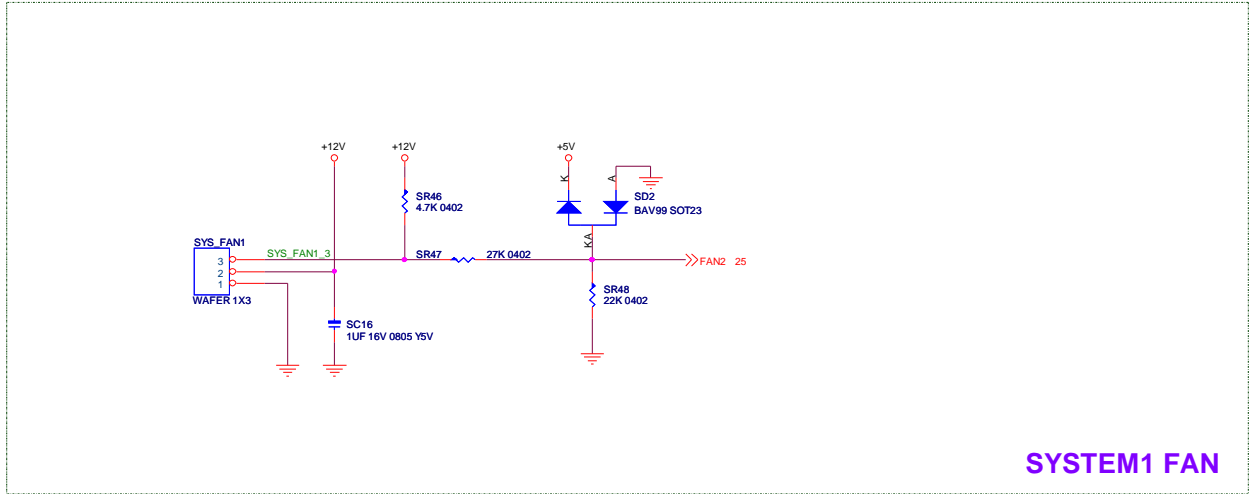 +12V
+12V
+5V
K
A
SR46
4.7K 0402
SD2
BAV99 SOT23
KA
SYS_FAN1
SYS_FAN1_3
SR47
27K 0402
FAN2 25
3
2
1
WAFER 1X3
SR48
22K 0402
SC16
1UF 16V 0805 Y5V
SYSTEM1 FAN